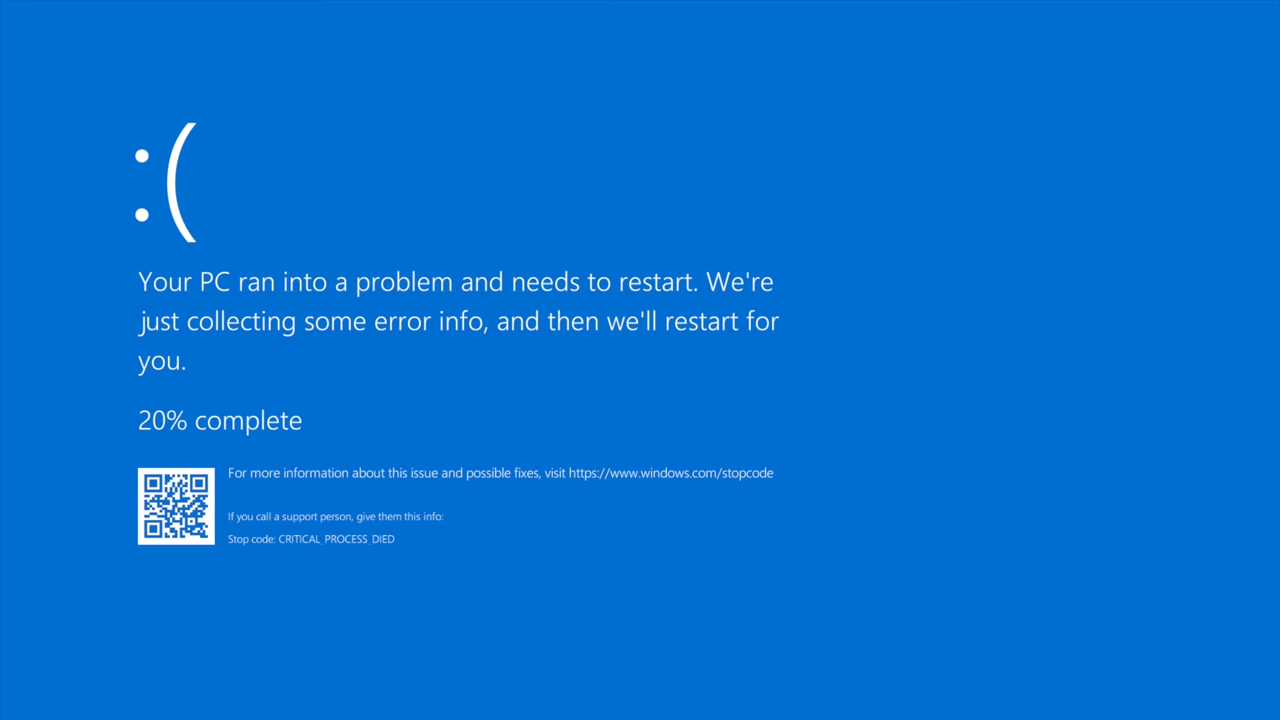 :(
Your PC ran into a problem and needs to restart. We're
just collecting some error info, and then we'll restart for
you.
20% complete
For more information about this issue and possible fixes, visit https://www.windows.com/stopcode
If you call a support person, give them this info:
Stop code: CRITICAL_PROCESS_DIED